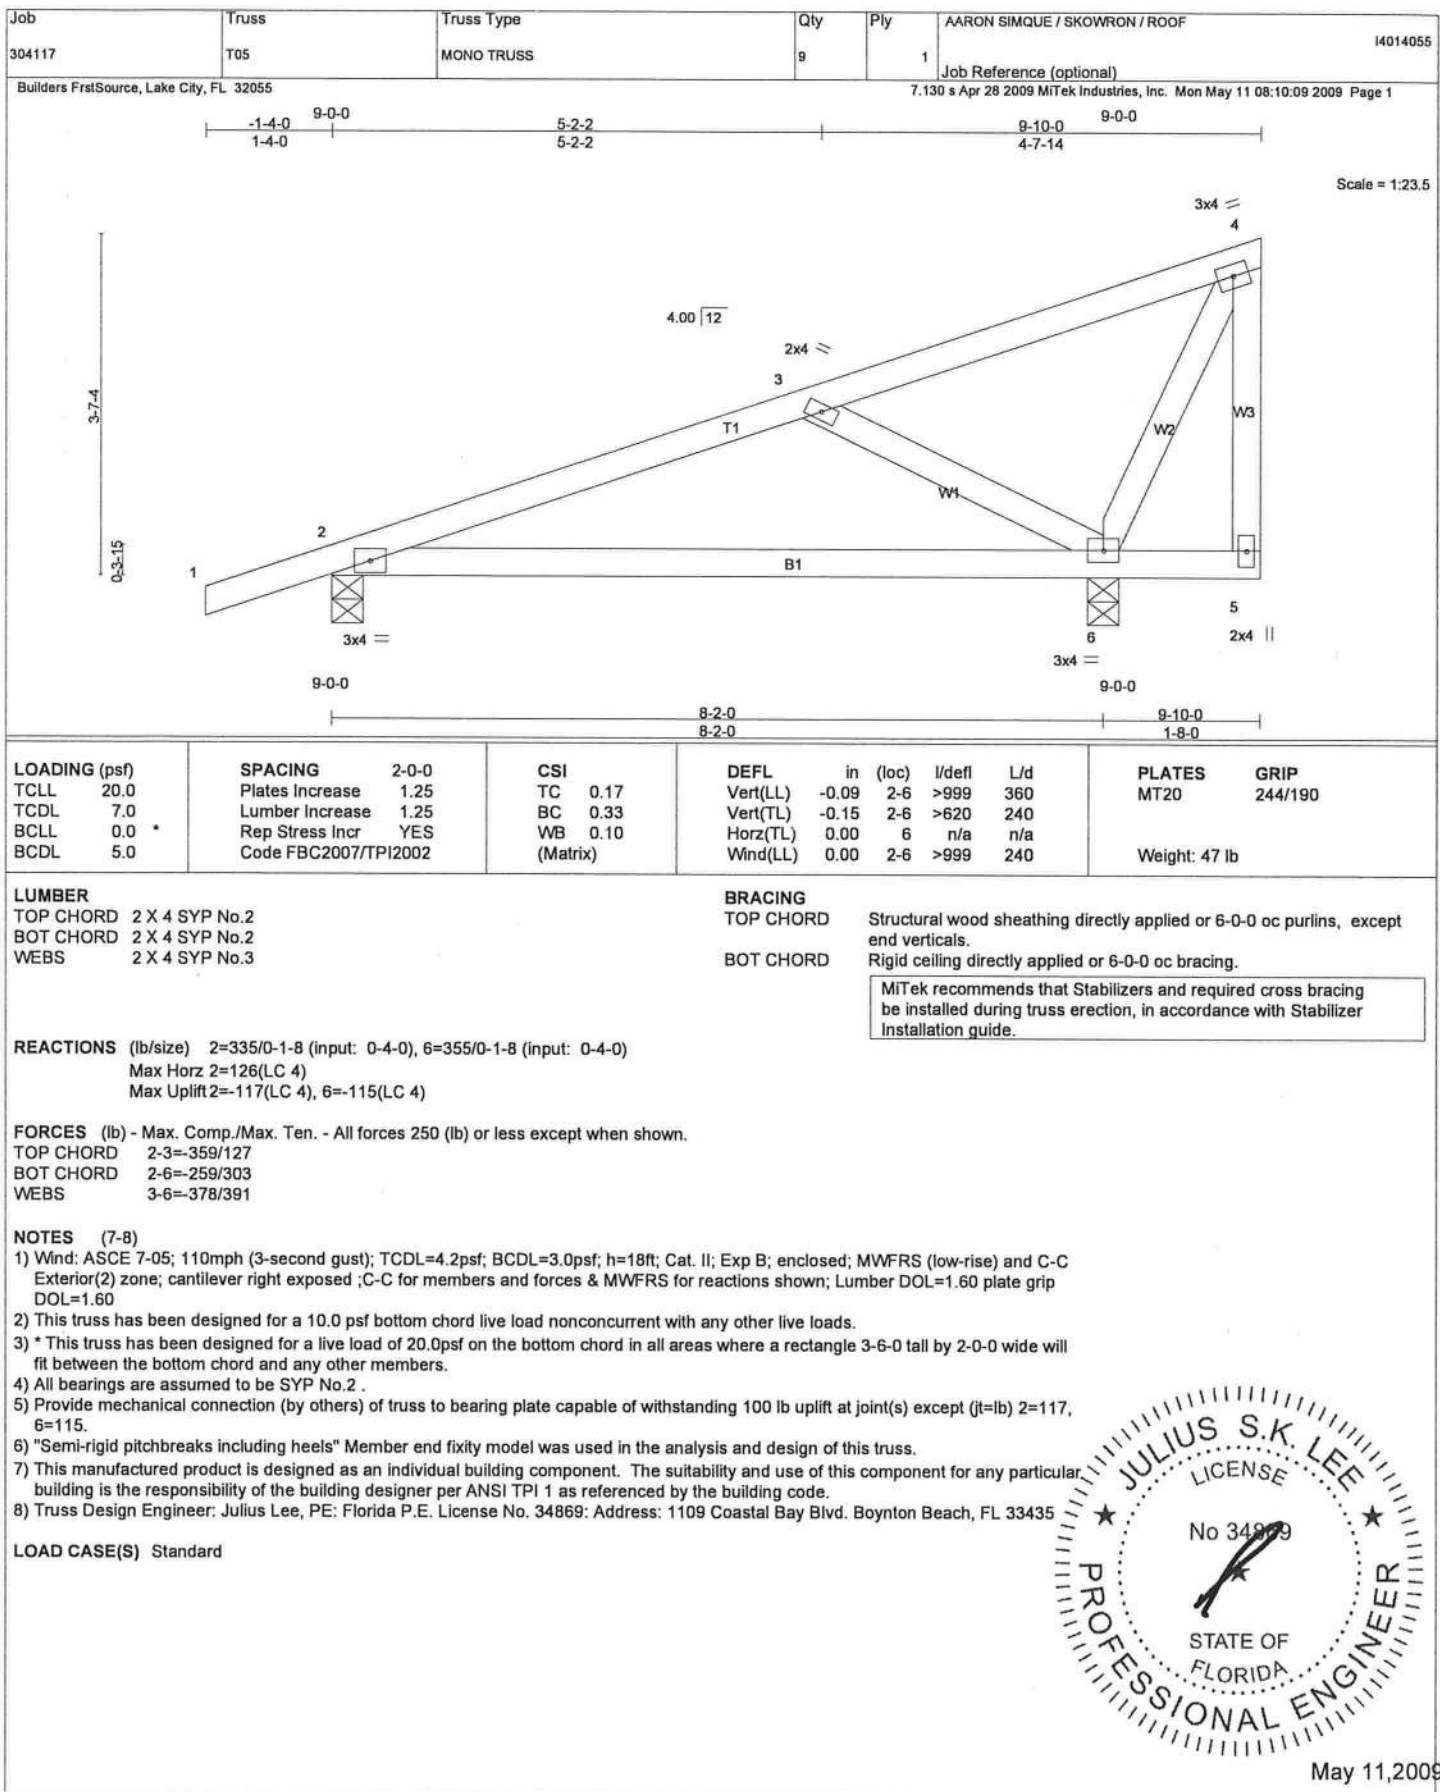 Job Truss Truss Type Qty Ply AARON SIMQUE / SKOWRON / ROOF
I4014055
304117 T05 MONO TRUSS 9 1
Job Reference (optional)
Builders FrstSource, Lake City, FL 32055 7.130 s Apr 28 2009 MiTek Industries, Inc. Mon May 11 08:10:09 2009 Page 1
-1-4-0 9-0-0 5-2-2 9-10-0 9-0-0
1-4-0 5-2-2 4-7-14
Scale = 1:23.5
3x4 =
4
4.00 12
2x4 =
3
3-7-4
T1
W2
W3
W1
2
0-3-15
1
B1
5
3x4 =
6
2x4 ||
3x4 =
9-0-0 9-0-0
8-2-0 9-10-0
8-2-0 1-8-0
LOADING (psf)
TCLL 20.0
TCDL 7.0
BCLL 0.0 *
BCDL 5.0
SPACING 2-0-0
Plates Increase 1.25
Lumber Increase 1.25
Rep Stress Incr YES
Code FBC2007/TPI2002
CSI
TC 0.17
BC 0.33
WB 0.10
(Matrix)
DEFL in (loc) l/defl L/d
Vert(LL) -0.09 2-6 >999 360
Vert(TL) -0.15 2-6 >620 240
Horz(TL) 0.00 6 n/a n/a
Wind(LL) 0.00 2-6 >999 240
PLATES GRIP
MT20 244/190
Weight: 47 lb
LUMBER
TOP CHORD 2 X 4 SYP No.2
BOT CHORD 2 X 4 SYP No.2
WEBS 2 X 4 SYP No.3
BRACING
TOP CHORD Structural wood sheathing directly applied or 6-0-0 oc purlins, except
end verticals.
BOT CHORD Rigid ceiling directly applied or 6-0-0 oc bracing.
MiTek recommends that Stabilizers and required cross bracing
be installed during truss erection, in accordance with Stabilizer
Installation guide.
REACTIONS (lb/size) 2=335/0-1-8 (input: 0-4-0), 6=355/0-1-8 (input: 0-4-0)
Max Horz 2=126(LC 4)
Max Uplift2=-117(LC 4), 6=-115(LC 4)
FORCES (lb) - Max. Comp./Max. Ten. - All forces 250 (lb) or less except when shown.
TOP CHORD 2-3=-359/127
BOT CHORD 2-6=-259/303
WEBS 3-6=-378/391
NOTES (7-8)
1) Wind: ASCE 7-05; 110mph (3-second gust); TCDL=4.2psf; BCDL=3.0psf; h=18ft; Cat. II; Exp B; enclosed; MWFRS (low-rise) and C-C
Exterior(2) zone; cantilever right exposed ;C-C for members and forces & MWFRS for reactions shown; Lumber DOL=1.60 plate grip
DOL=1.60
2) This truss has been designed for a 10.0 psf bottom chord live load nonconcurrent with any other live loads.
3) * This truss has been designed for a live load of 20.0psf on the bottom chord in all areas where a rectangle 3-6-0 tall by 2-0-0 wide will
fit between the bottom chord and any other members.
4) All bearings are assumed to be SYP No.2 .
5) Provide mechanical connection (by others) of truss to bearing plate capable of withstanding 100 lb uplift at joint(s) except (jt=lb) 2=117,
6=115.
6) "Semi-rigid pitchbreaks including heels" Member end fixity model was used in the analysis and design of this truss.
7) This manufactured product is designed as an individual building component. The suitability and use of this component for any particular
building is the responsibility of the building designer per ANSI TPI 1 as referenced by the building code.
8) Truss Design Engineer: Julius Lee, PE: Florida P.E. License No. 34869: Address: 1109 Coastal Bay Blvd. Boynton Beach, FL 33435
LOAD CASE(S) Standard
JULIUS S.K. LEE
LICENSE
No 34869
STATE OF
FLORIDA
PROFESSIONAL ENGINEER
May 11,2009